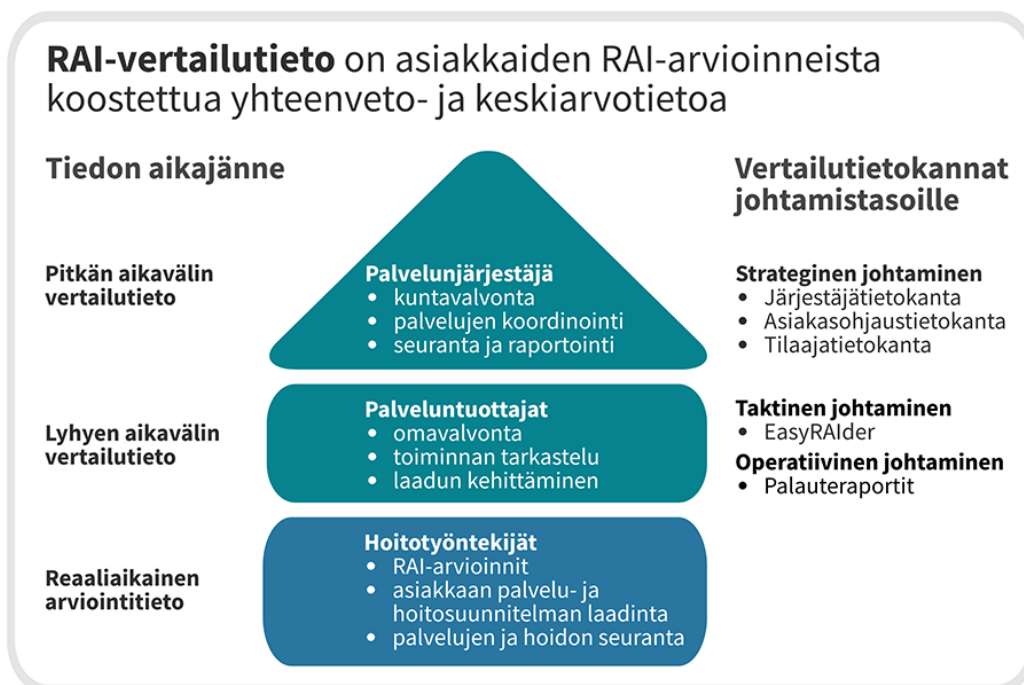 RAI-vertailutieto on asiakkaiden RAI-arvioinneista
koostettua yhteenveto- ja keskiarvotietoa
Tiedon aikajänne
Vertailutietokannat
johtamistasoille
Pitkän aikavälin
vertailutieto
Palvelunjärjestäjä
• kuntavalvonta
• palvelujen koordinointi
• seuranta ja raportointi
Strateginen johtaminen
• Järjestäjätietokanta
• Asiakasohjaustietokanta
• Tilaajatietokanta
Lyhyen aikavälin
vertailutieto
Palveluntuottajat
• omavalvonta
• toiminnan tarkastelu
• laadun kehittäminen
Taktinen johtaminen
• EasyRAIder
Operatiivinen johtaminen
• Palauteraportit
Reaaliaikainen
arviointitieto
Hoitotyöntekijät
• RAI-arvioinnit
• asiakkaan palvelu- ja
hoitosuunnitelman laadinta
• palvelujen ja hoidon seuranta